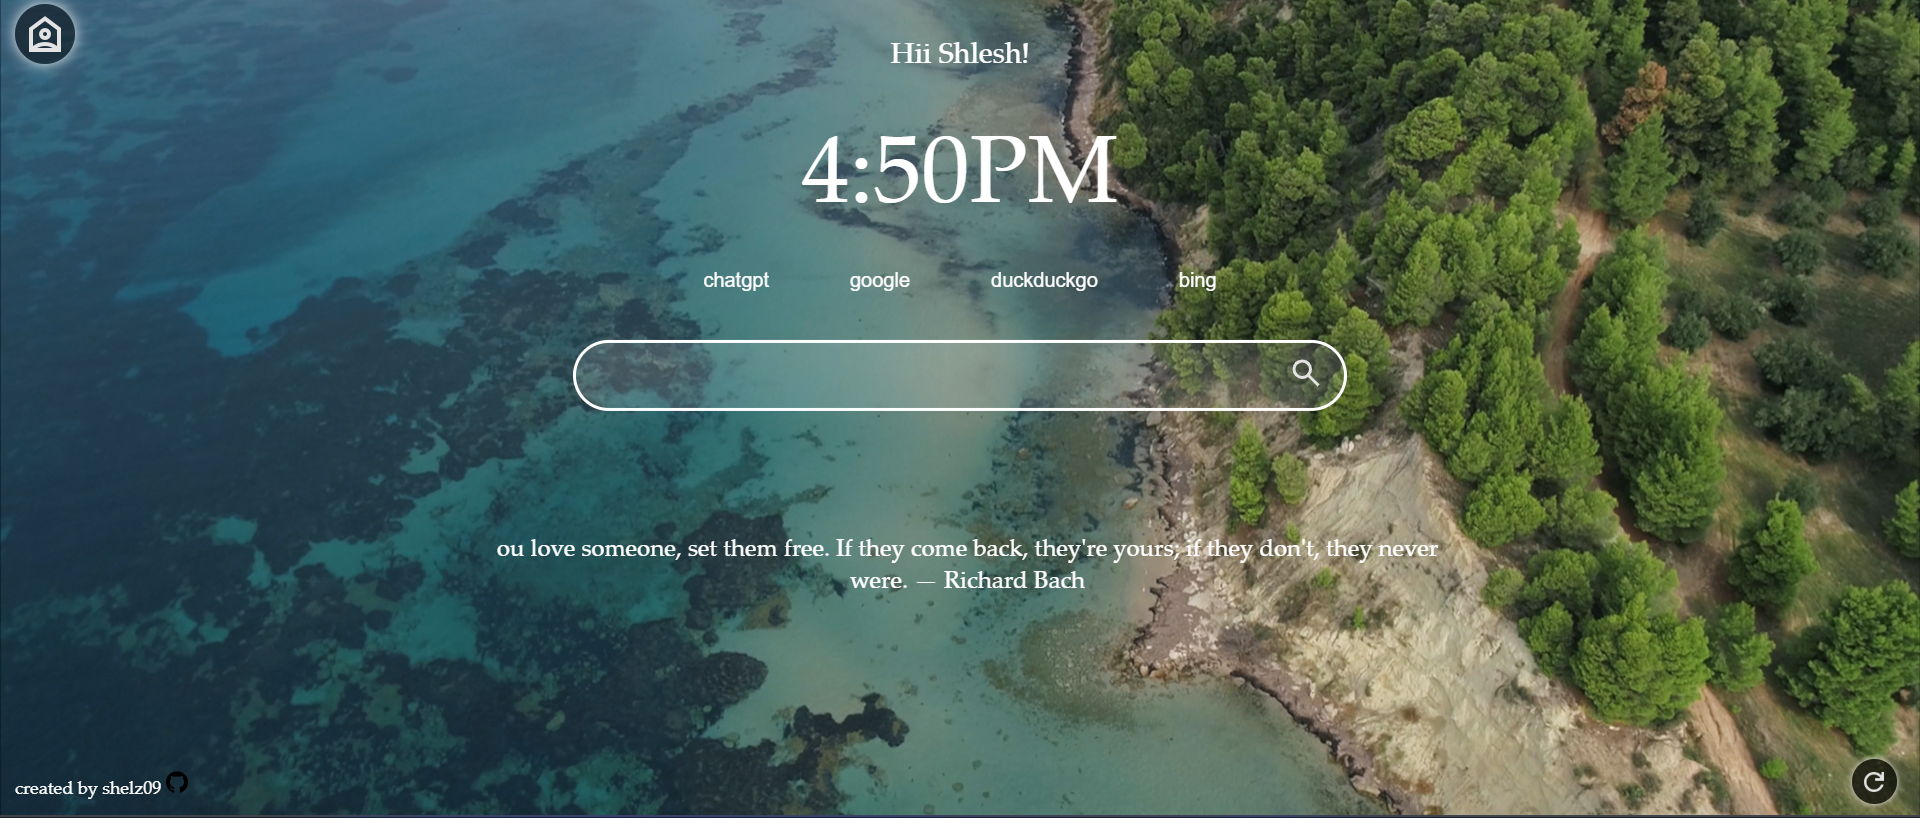 Hii Shlesh!
4:50PM
chatgpt google duckduckgo bing
ou love someone, set them free. If they come back, they're yours; if they don't, they never
were. — Richard Bach
created by shelz09